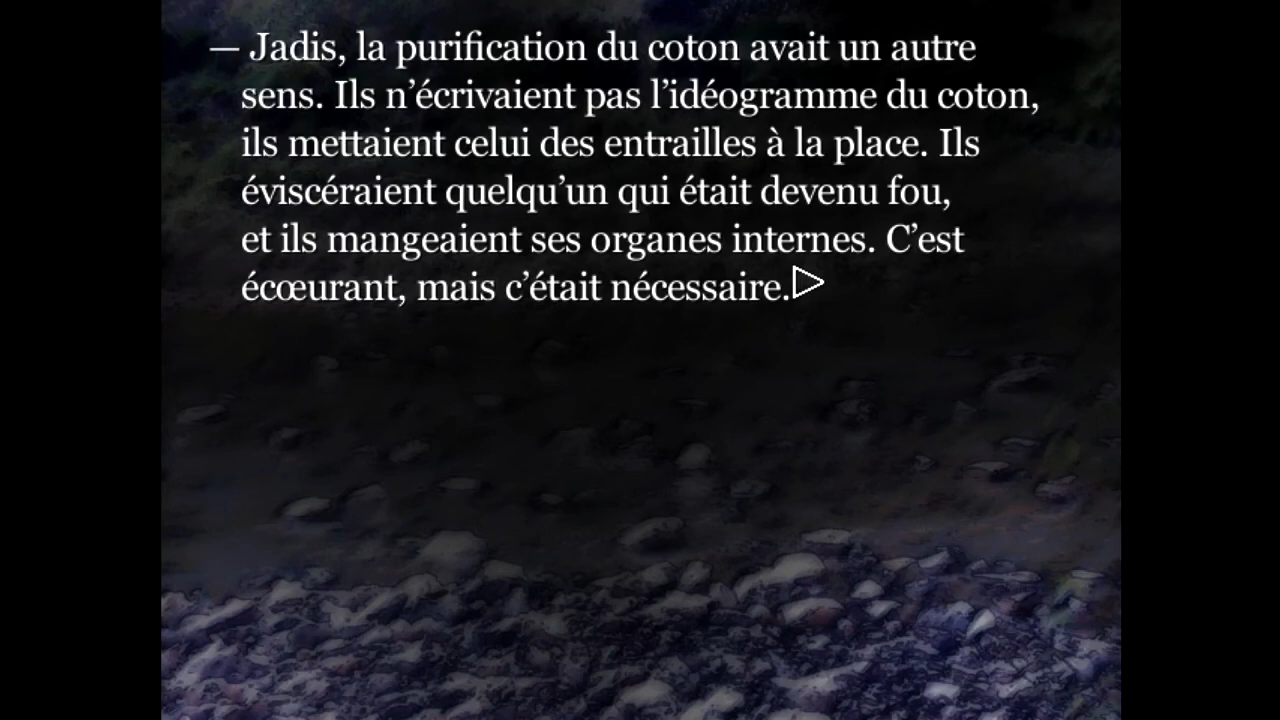 — Jadis, la purification du coton avait un autre
sens. Ils n’écrivaient pas l’idéogramme du coton,
ils mettaient celui des entrailles à la place. Ils
éviscéraient quelqu’un qui était devenu fou,
et ils mangeaient ses organes internes. C’est
écœurant, mais c’était nécessaire.